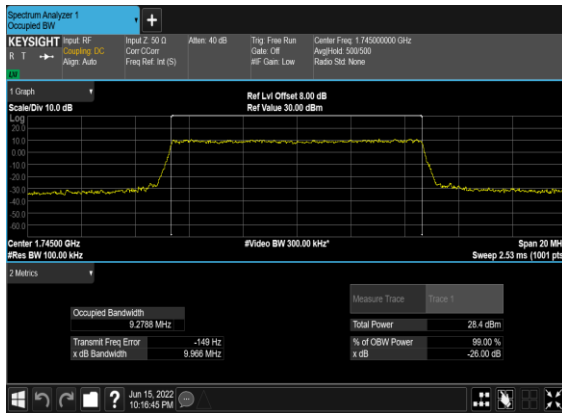 Spectrum Analyzer 1
Occupied BW
KEYSIGHT Input: RF Input Z: 50 Ω Atten: 40 dB Trig: Free Run Center Freq: 1.745000000 GHz
R T Coupling: DC Corr CCorr Gate: Off Avg|Hold: 500/500
Align: Auto Freq Ref: Int (S) #IF Gain: Low Radio Std: None
1 Graph
Ref Lvl Offset 8.00 dB
Scale/Div 10.0 dB Ref Value 30.00 dBm
Log
20.0
10.0
0.00
-10.0
-20.0
-30.0
-40.0
-50.0
-60.0
Center 1.74500 GHz #Video BW 300.00 kHz* Span 20 MH
#Res BW 100.00 kHz Sweep 2.53 ms (1001 pts
2 Metrics
Measure Trace Trace 1
Occupied Bandwidth
9.2788 MHz Total Power 28.4 dBm
Transmit Freq Error -149 Hz % of OBW Power 99.00 %
x dB Bandwidth 9.966 MHz x dB -26.00 dB
? Jun 15, 2022
10:16:45 PM